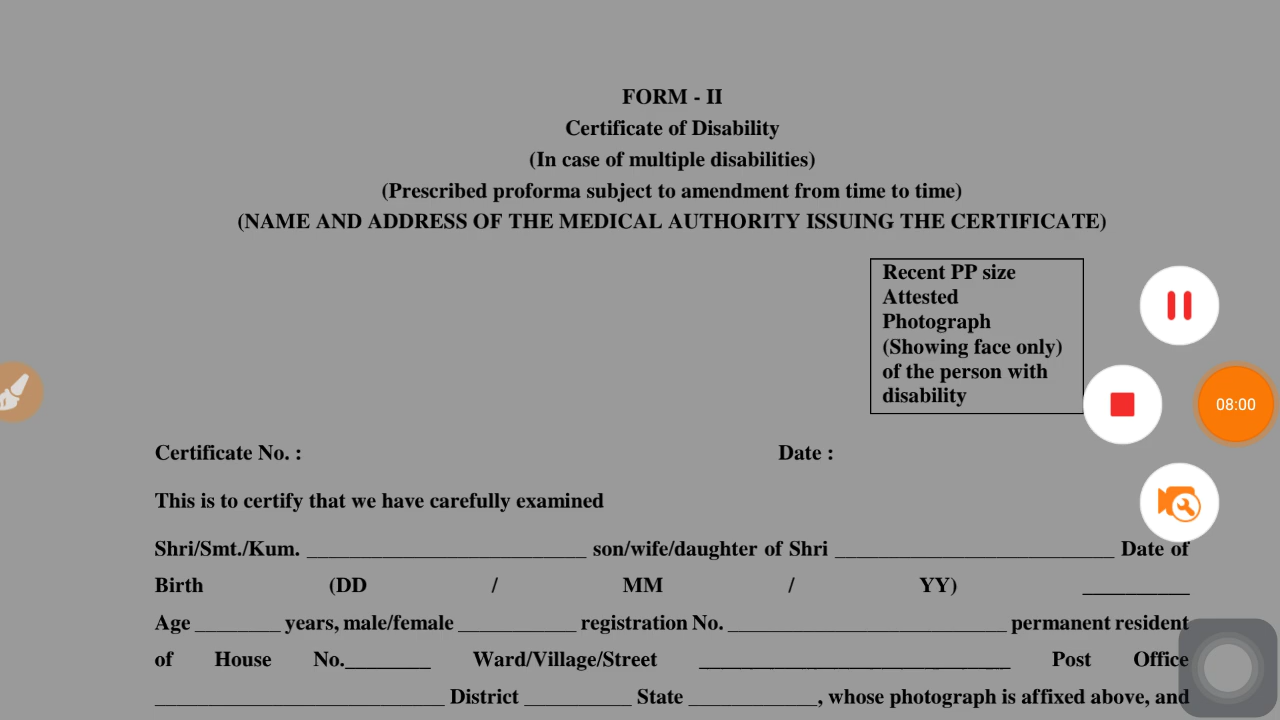 FORM - II
Certificate of Disability
(In case of multiple disabilities)
(Prescribed proforma subject to amendment from time to time)
(NAME AND ADDRESS OF THE MEDICAL AUTHORITY ISSUING THE CERTIFICATE)
Recent PP size
Attested
Photograph
(Showing face only)
of the person with
disability
08:00
Certificate No. : Date :
This is to certify that we have carefully examined
Shri/Smt./Kum. __________________________ son/wife/daughter of Shri __________________________ Date of
Birth (DD / MM / YY) __________
Age ________ years, male/female ___________ registration No. __________________________ permanent resident
of House No.________ Ward/Village/Street _____________________________ Post Office
___________________________ District __________ State ____________, whose photograph is affixed above, and